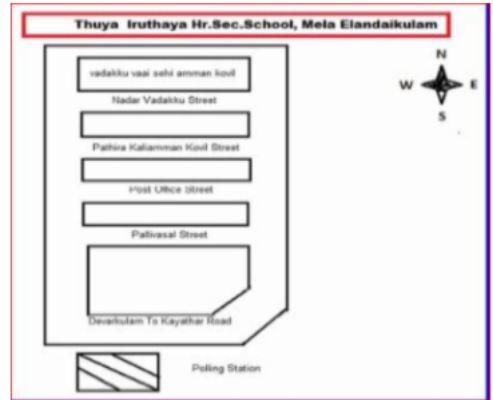 Thuya Iruthaya Hr.Sec.School, Mela Elandaikulam
N
W E
S
vadakku vaai selvi amman kovil
Nadar Vadakku Street
Pathira Kaliamman Kovil Street
Post Office Street
Pallivasal Street
Devarkulam To Kayathar Road
Polling Station